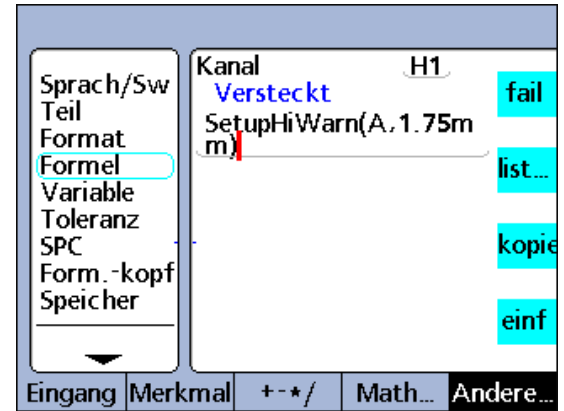 Sprach/Sw
Teil
Format
Formel
Variable
Toleranz
SPC
Form.-kopf
Speicher
Kanal H1
Versteckt
SetupHiWarn(A,1.75m
m)
fail
list...
kopie
einf
Eingang Merkmal +-*/ Math... Andere...